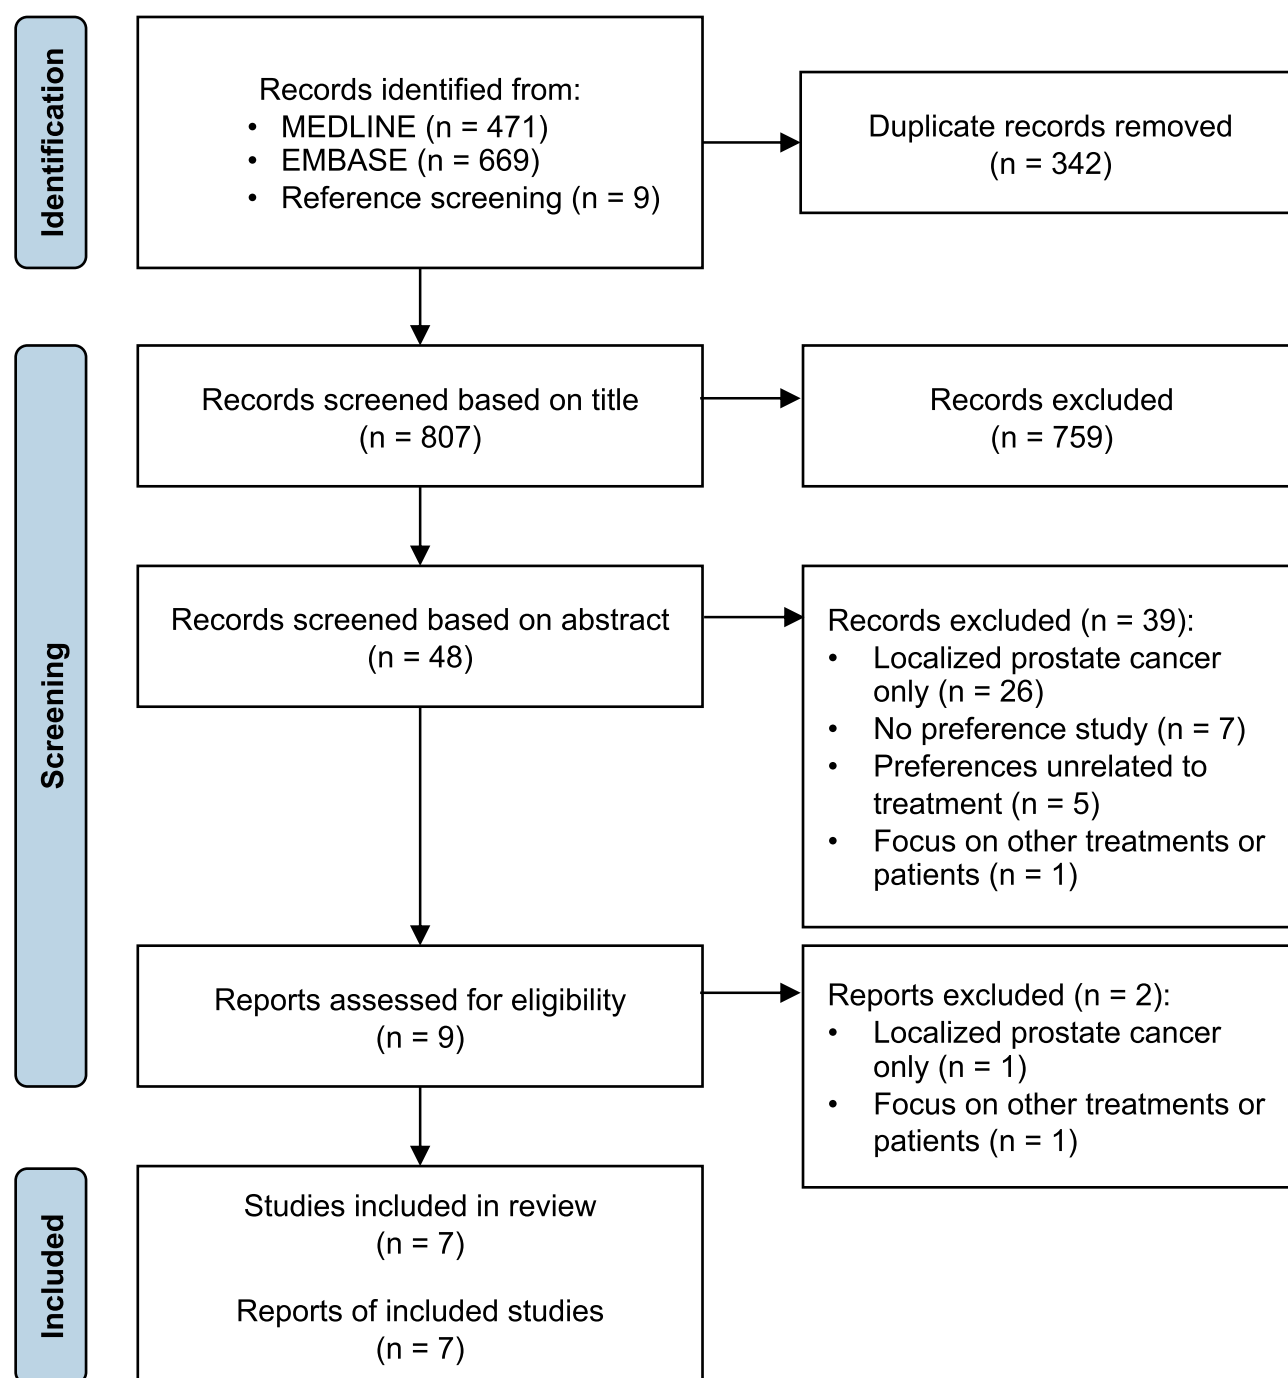 Identification
Records identified from:
• MEDLINE (n = 471)
• EMBASE (n = 669)
• Reference screening (n = 9)
Duplicate records removed
(n = 342)
Screening
Records screened based on title
(n = 807)
Records excluded
(n = 759)
Records screened based on abstract
(n = 48)
Records excluded (n = 39):
• Localized prostate cancer
only (n = 26)
• No preference study (n = 7)
• Preferences unrelated to
treatment (n = 5)
• Focus on other treatments or
patients (n = 1)
Reports assessed for eligibility
(n = 9)
Reports excluded (n = 2):
• Localized prostate cancer
only (n = 1)
• Focus on other treatments or
patients (n = 1)
Included
Studies included in review
(n = 7)
Reports of included studies
(n = 7)